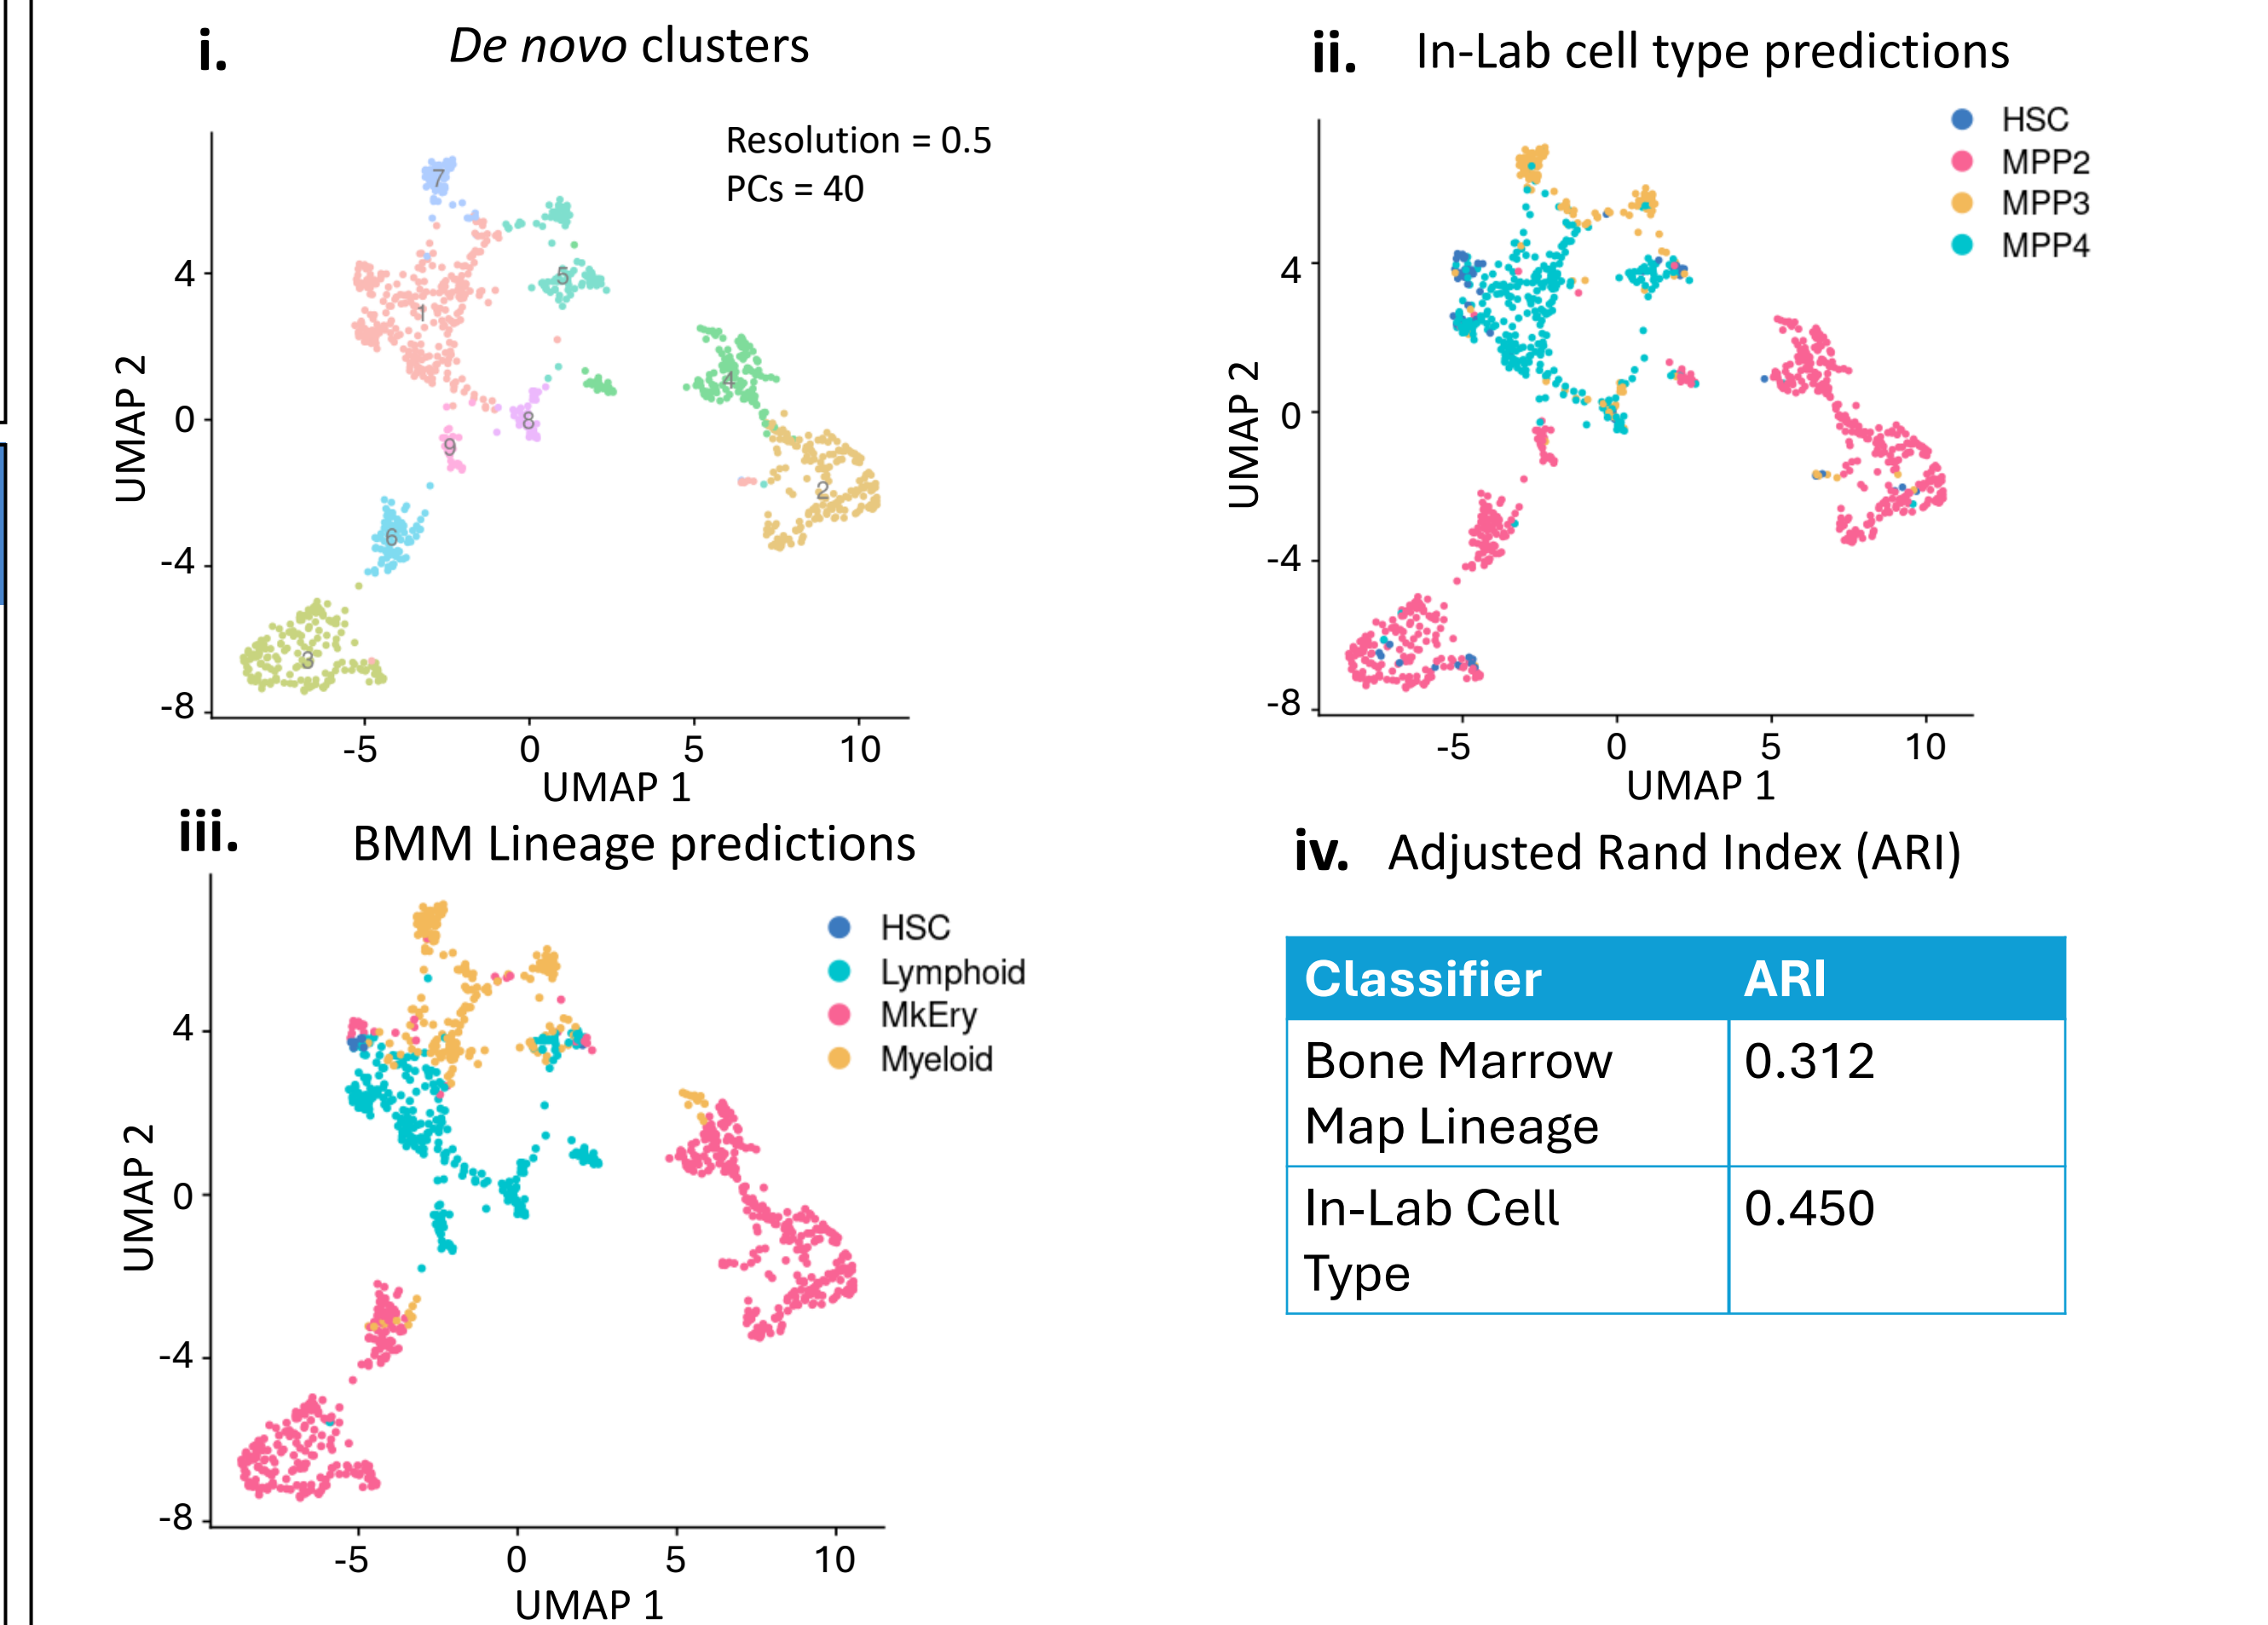 i.
De novo clusters
Resolution = 0.5
PCs = 40
7
5
1
4
8
9
2
6
3
4
0
-4
-8
UMAP 2
-5
0
5
10
UMAP 1
ii.
In-Lab cell type predictions
HSC
MPP2
MPP3
MPP4
4
0
-4
-8
UMAP 2
-5
0
5
10
UMAP 1
iii.
BMM Lineage predictions
HSC
Lymphoid
MkEry
Myeloid
4
0
-4
-8
UMAP 2
-5
0
5
10
UMAP 1
iv.
Adjusted Rand Index (ARI)
Classifier
ARI
Bone Marrow
Map Lineage
0.312
In-Lab Cell
Type
0.450